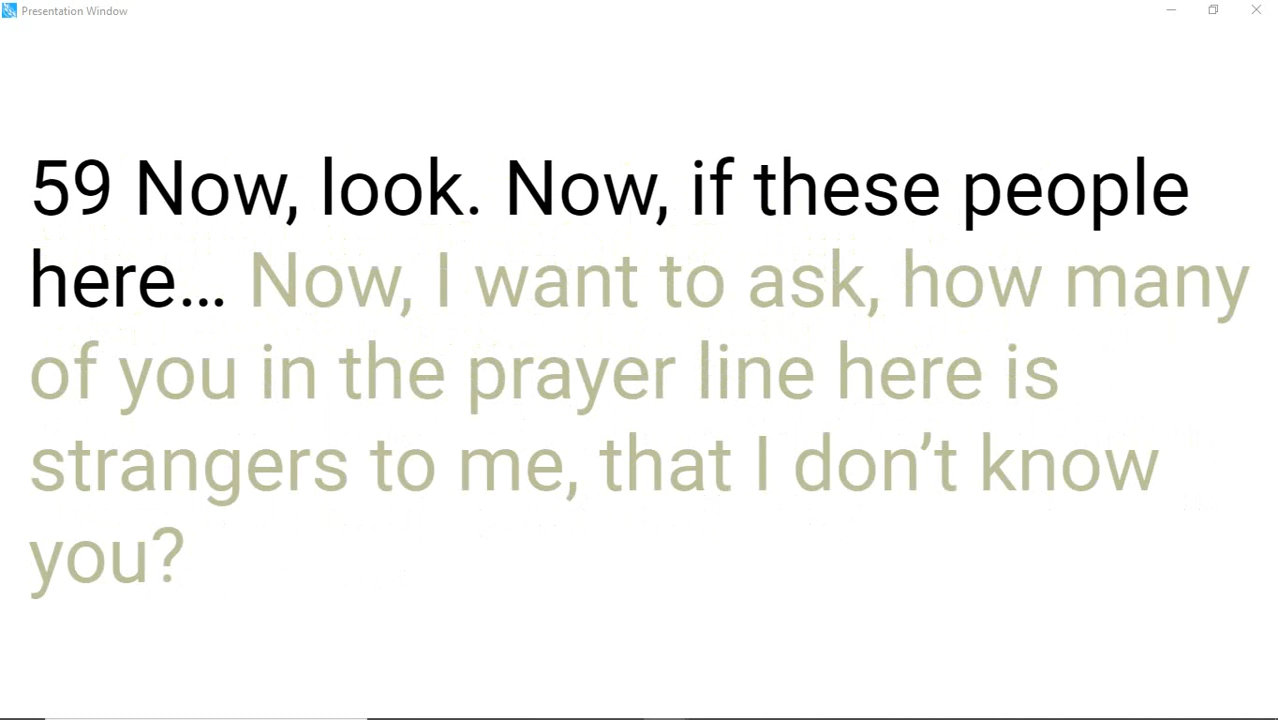 Presentation Window
59 Now, look. Now, if these people
here... Now, I want to ask, how many
of you in the prayer line here is
strangers to me, that I don’t know
you?